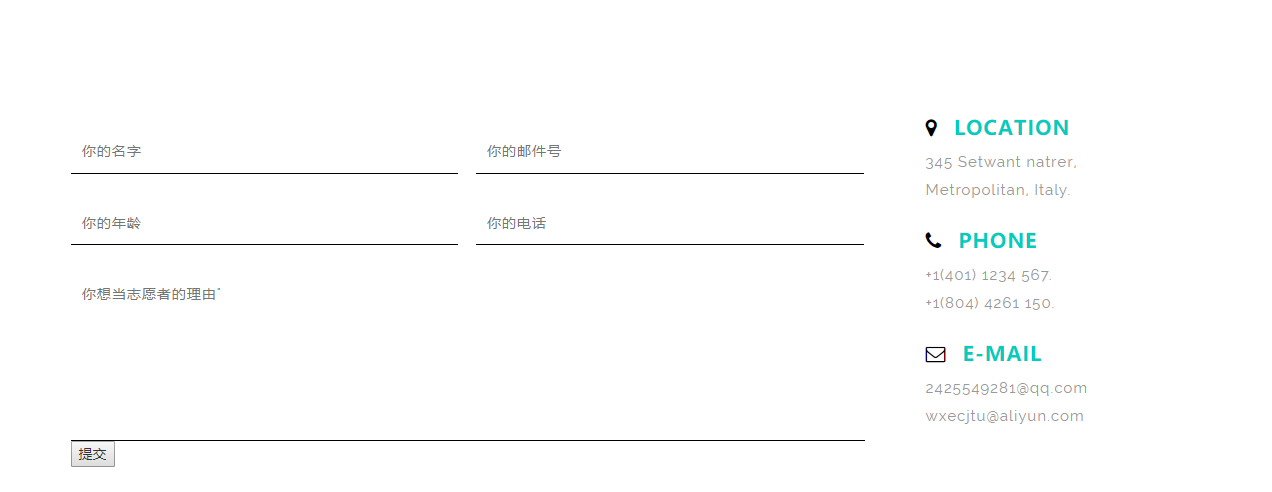 你的名字
你的邮件号
你的年龄
你的电话
你想当志愿者的理由"
提交
LOCATION
345 Setwant natrer,
Metropolitan, Italy.
PHONE
+1(401) 1234 567.
+1(804) 4261 150.
E-MAIL
2425549281@qq.com
wxecjtu@aliyun.com